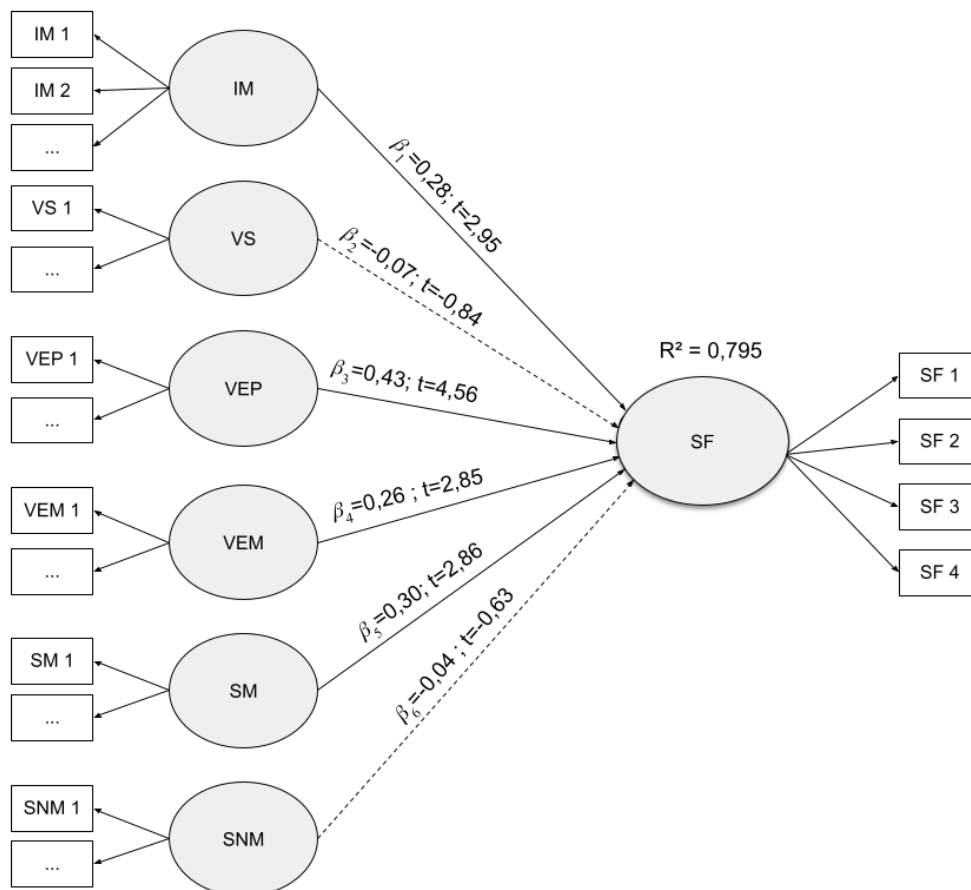 IM 1
IM 2
...
IM
β1=0,28; t=2,95
VS 1
...
VS
β2=-0,07; t=-0,84
VEP 1
...
VEP
β3=0,43; t=4,56
VEM 1
...
VEM
β4=0,26 ; t=2,85
SM 1
...
SM
β5=0,30; t=2,86
SNM 1
...
SNM
β6=-0,04 ; t=-0,63
R² = 0,795
SF
SF 1
SF 2
SF 3
SF 4